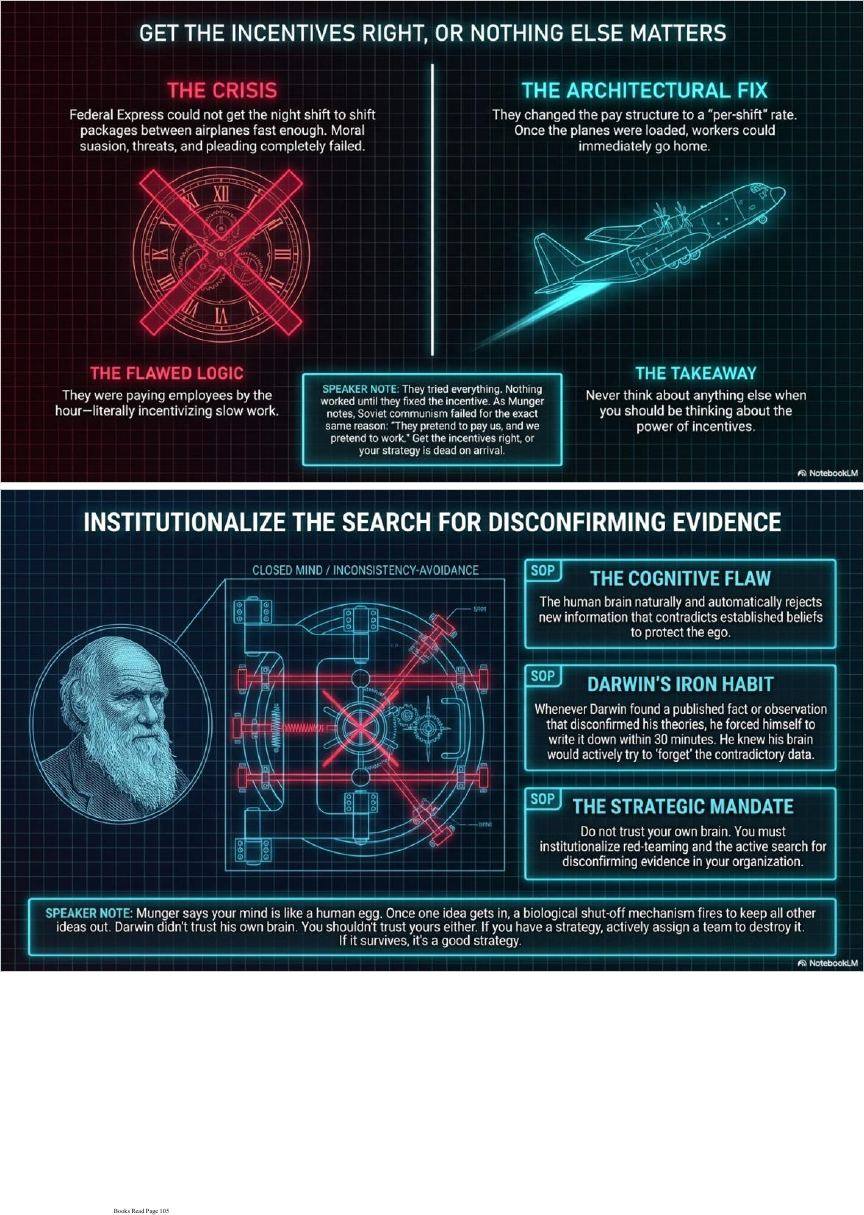 GET THE INCENTIVES RIGHT, OR NOTHING ELSE MATTERS
THE CRISIS
Federal Express could not get the night shift to shift
packages between airplanes fast enough. Moral
suasion, threats, and pleading completely failed.
THE ARCHITECTURAL FIX
They changed the pay structure to a "per-shift" rate.
Once the planes were loaded, workers could
immediately go home.
THE FLAWED LOGIC
They were paying employees by the
hour—literally incentivizing slow work.
SPEAKER NOTE: They tried everything. Nothing
worked until they fixed the incentive. As Munger
notes, Soviet communism failed for the exact
same reason: "They pretend to pay us, and we
pretend to work." Get the incentives right, or
your strategy is dead on arrival.
THE TAKEAWAY
Never think about anything else when
you should be thinking about the
power of incentives.
NotebookLM
INSTITUTIONALIZE THE SEARCH FOR DISCONFIRMING EVIDENCE
CLOSED MIND / INCONSISTENCY-AVOIDANCE
SOP
THE COGNITIVE FLAW
The human brain naturally and automatically rejects
new information that contradicts established beliefs
to protect the ego.
SOP
DARWIN'S IRON HABIT
Whenever Darwin found a published fact or observation
that disconfirmed his theories, he forced himself to
write it down within 30 minutes. He knew his brain
would actively try to 'forget' the contradictory data.
SOP
THE STRATEGIC MANDATE
Do not trust your own brain. You must
institutionalize red-teaming and the active search for
disconfirming evidence in your organization.
SPEAKER NOTE: Munger says your mind is like a human egg. Once one idea gets in, a biological shut-off mechanism fires to keep all other
ideas out. Darwin didn't trust his own brain. You shouldn't trust yours either. If you have a strategy, actively assign a team to destroy it.
If it survives, it's a good strategy.
NotebookLM
Books Read Page 105